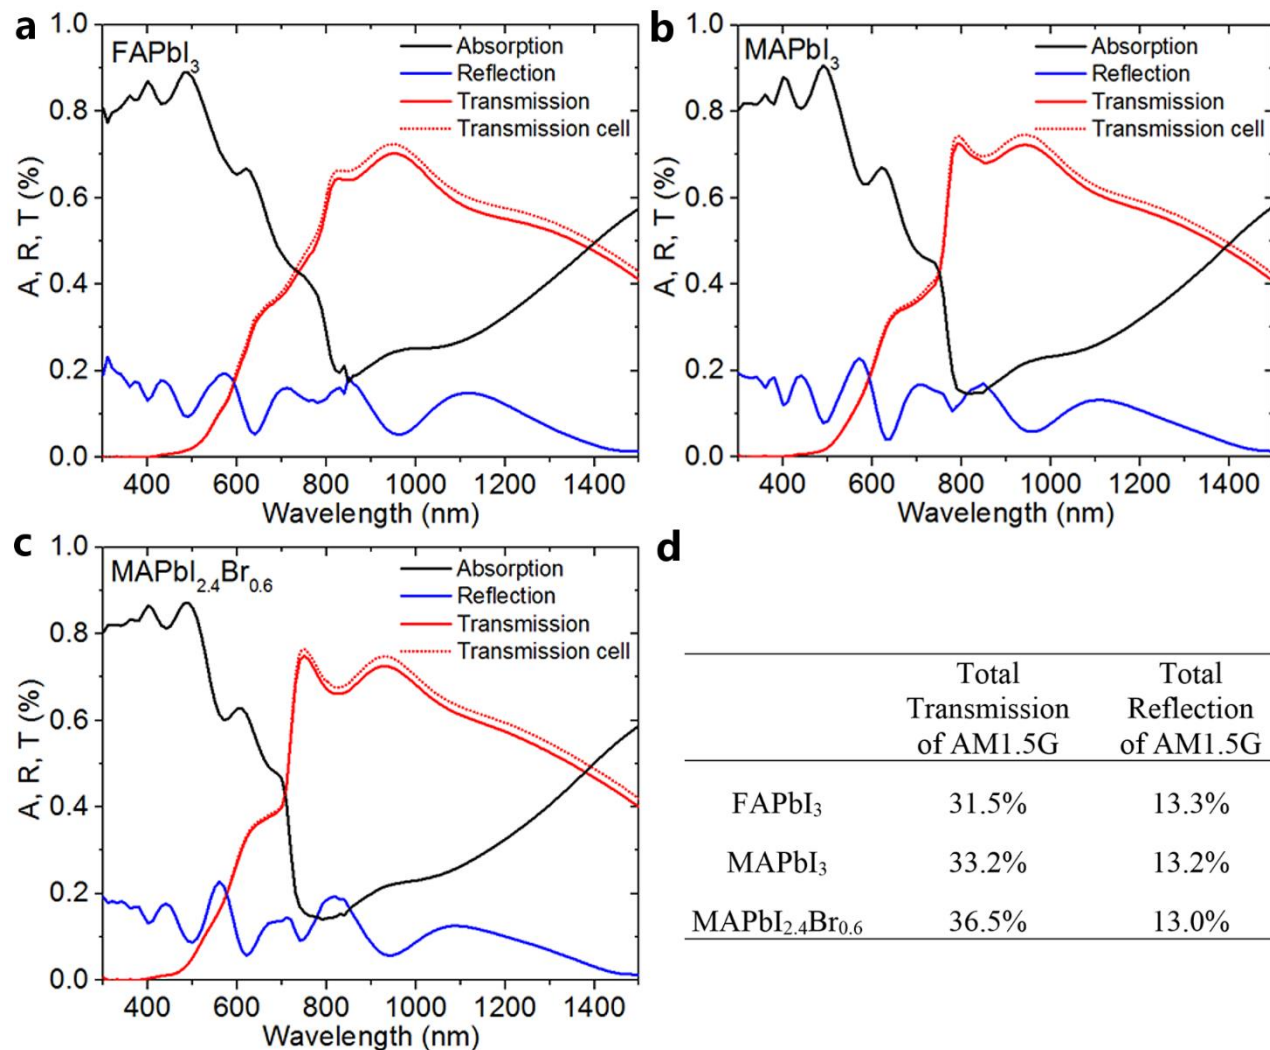 a
FAPbI3
Absorption
Reflection
Transmission
Transmission cell
A, R, T (%)
1.0
0.8
0.6
0.4
0.2
0.0
400 600 800 1000 1200 1400
Wavelength (nm)
b
MAPbI3
Absorption
Reflection
Transmission
Transmission cell
A, R, T (%)
1.0
0.8
0.6
0.4
0.2
0.0
400 600 800 1000 1200 1400
Wavelength (nm)
c
MAPbI2.4Br0.6
Absorption
Reflection
Transmission
Transmission cell
A, R, T (%)
1.0
0.8
0.6
0.4
0.2
0.0
400 600 800 1000 1200 1400
Wavelength (nm)
d
Total Total
Transmission Reflection
of AM1.5G of AM1.5G
FAPbI3 31.5% 13.3%
MAPbI3 33.2% 13.2%
MAPbI2.4Br0.6 36.5% 13.0%